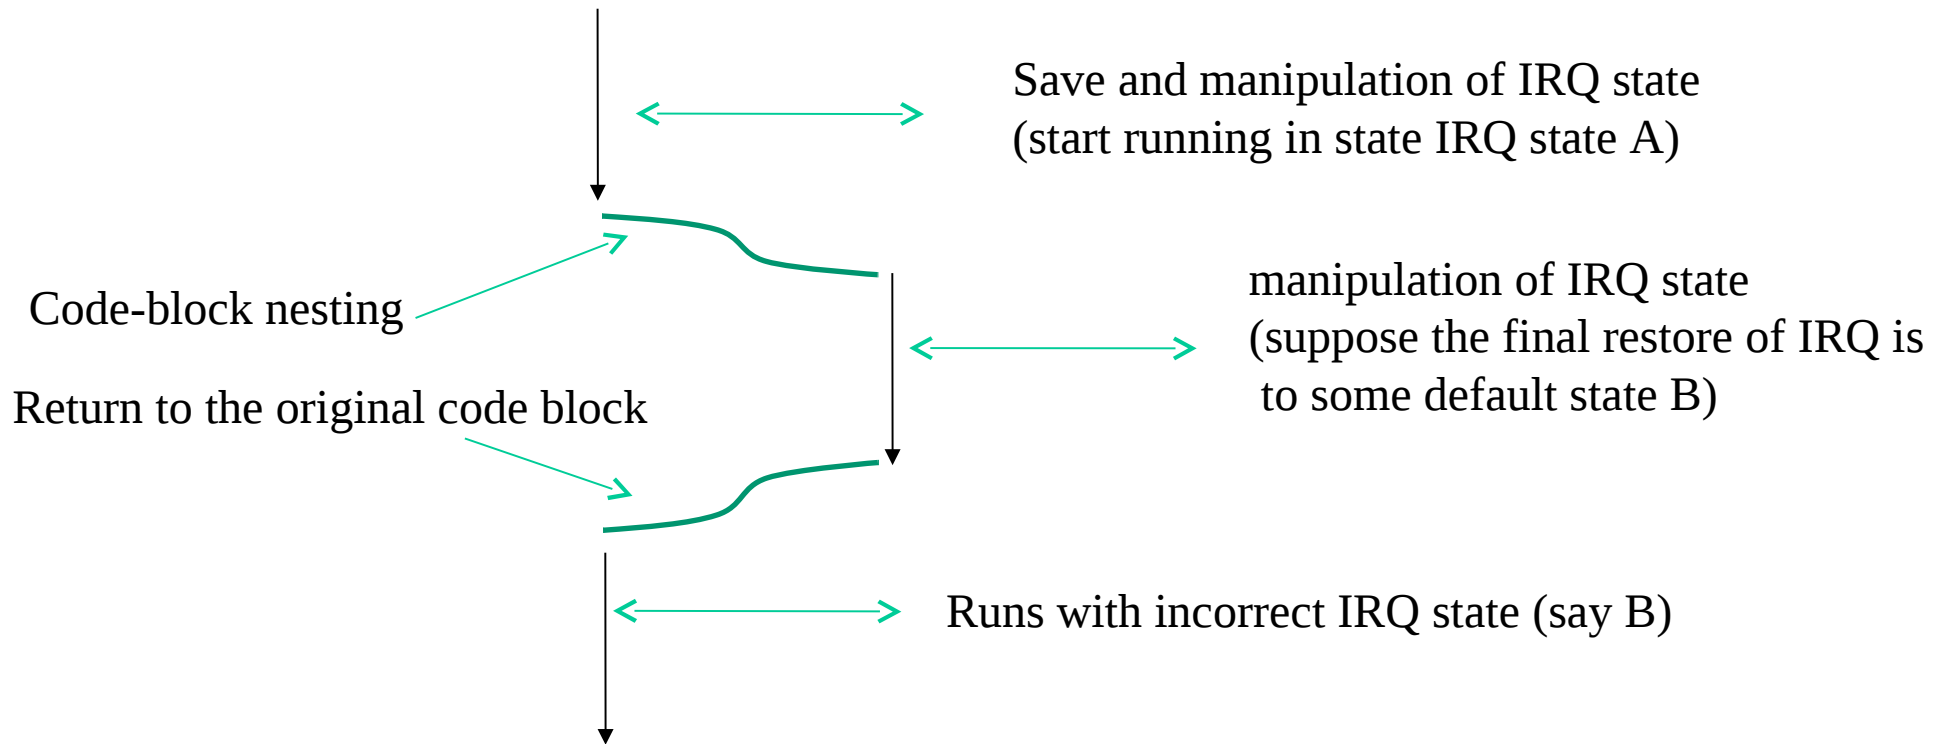 Save and manipulation of IRQ state
(start running in state IRQ state A)
Code-block nesting
manipulation of IRQ state
(suppose the final restore of IRQ is
to some default state B)
Return to the original code block
Runs with incorrect IRQ state (say B)